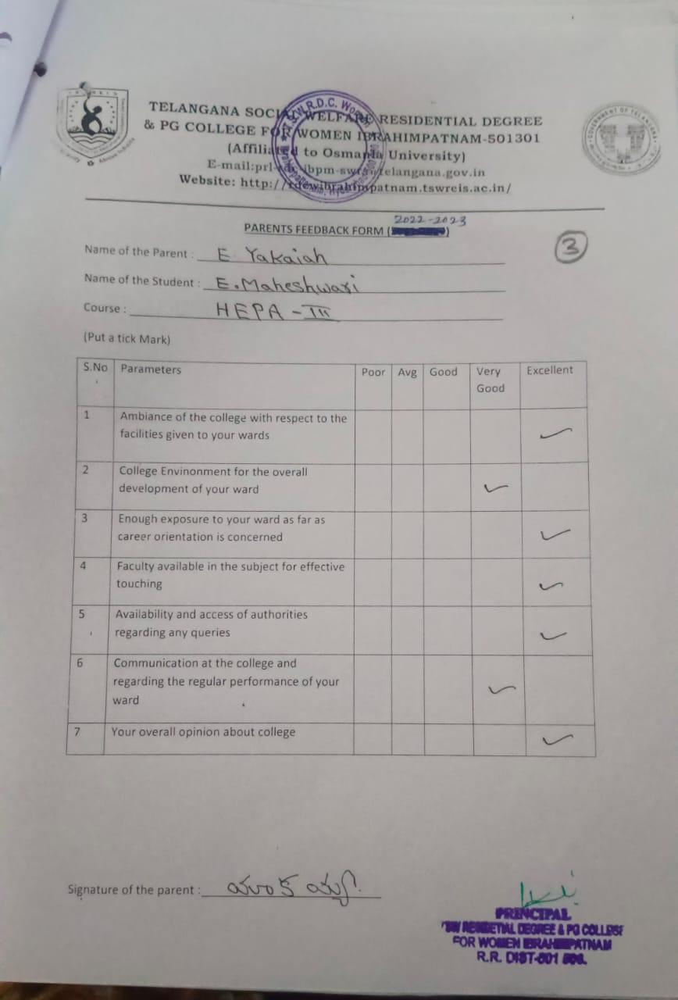 TELANGANA SOCIAL WELFARE RESIDENTIAL DEGREE
& PG COLLEGE FOR WOMEN IBRAHIMPATNAM-501301
(Affiliated to Osmania University)
E-mail:prl- ibpm-swrs@telangana.gov.in
Website: http:// ibrahimpatnam.tswreis.ac.in/
R.D.C. Women
GOVERNMENT OF TELANGANA
2022-2023
PARENTS FEEDBACK FORM ( )
3
Name of the Parent : E Yakaiah
Name of the Student : E. Maheshwari
Course : HEPA - III
(Put a tick Mark)
S.No Parameters Poor Avg Good Very Good Excellent
1 Ambiance of the college with respect to the
facilities given to your wards ✓
2 College Envinonment for the overall
development of your ward ✓
3 Enough exposure to your ward as far as
career orientation is concerned ✓
4 Faculty available in the subject for effective
touching ✓
5 Availability and access of authorities
regarding any queries ✓
6 Communication at the college and
regarding the regular performance of your
ward ✓
7 Your overall opinion about college ✓
Signature of the parent : యాకయ్య
PRINCIPAL
TSW RESIDETIAL DEGREE & PG COLLEGE
FOR WOMEN IBRAHIMPATNAM
R.R. DIST-501